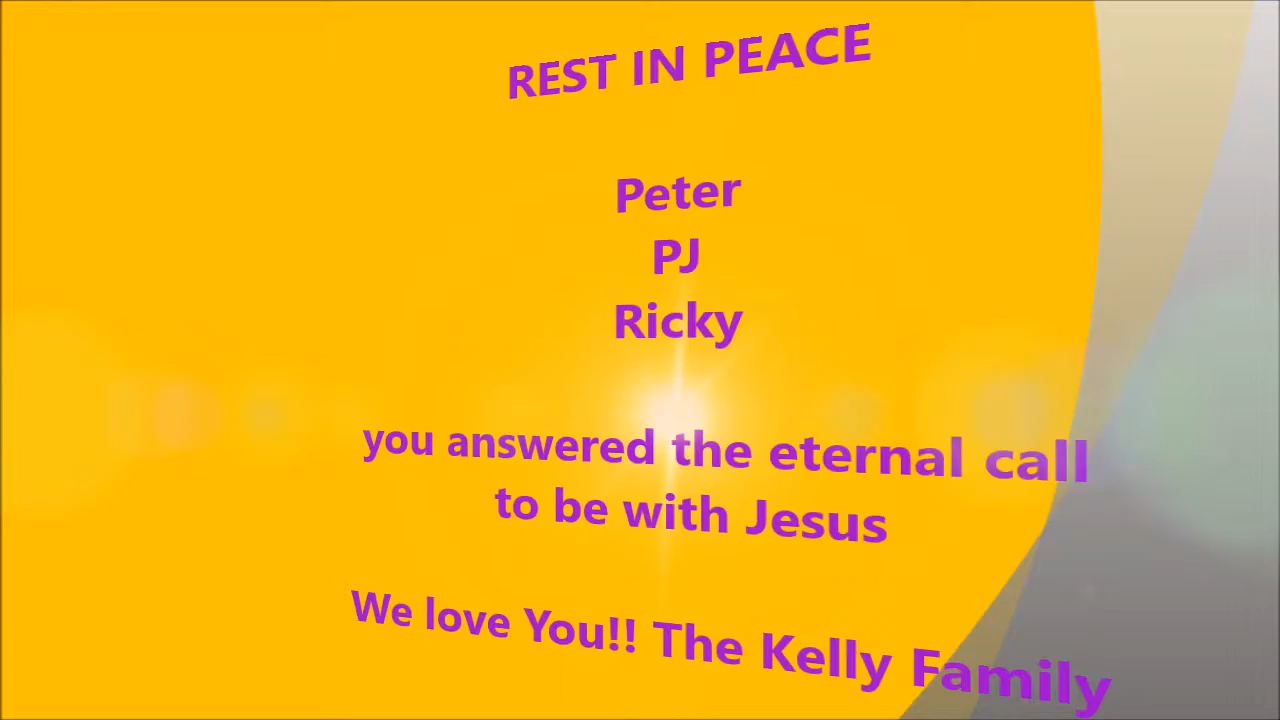 REST IN PEACE
Peter
PJ
Ricky
you answered the eternal call
to be with Jesus
We love You!! The Kelly Family